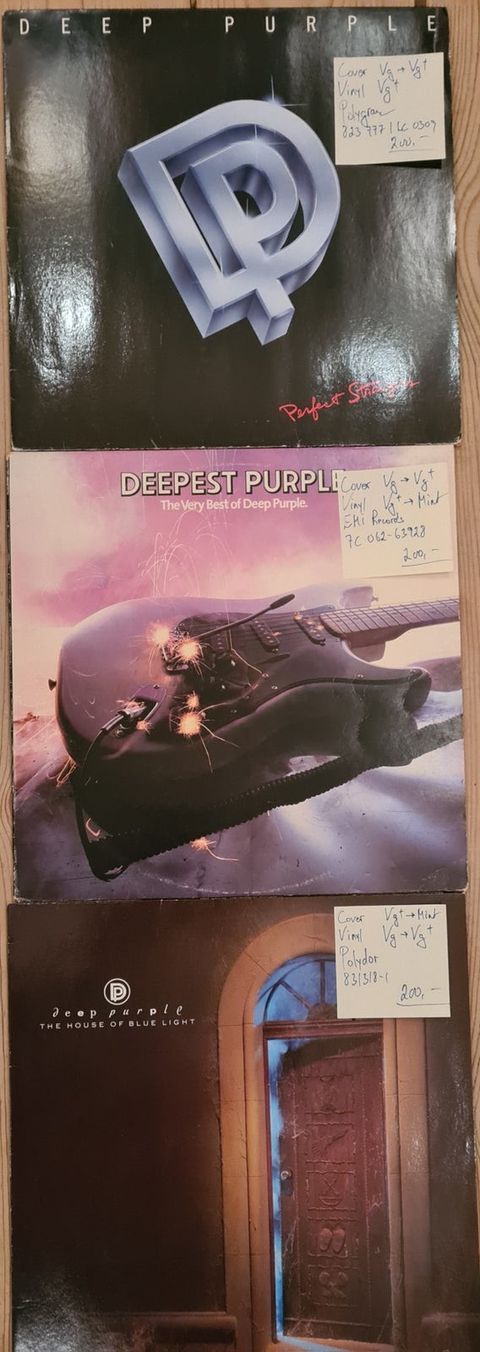 DEEP PURPLE
Cover Vg → Vg+
Vinyl Vg+
Polygram
823 777 | LC 0309
200,-
Perfect Strangers
DEEPEST PURPLE
The Very Best of Deep Purple.
Cover Vg → Vg+
Vinyl Vg+ → Mint
EMI Records
7C 062-63928
200,-
Cover Vg+ → Mint
Vinyl Vg → Vg+
Polydor
831318-1
200,-
deep purple
THE HOUSE OF BLUE LIGHT